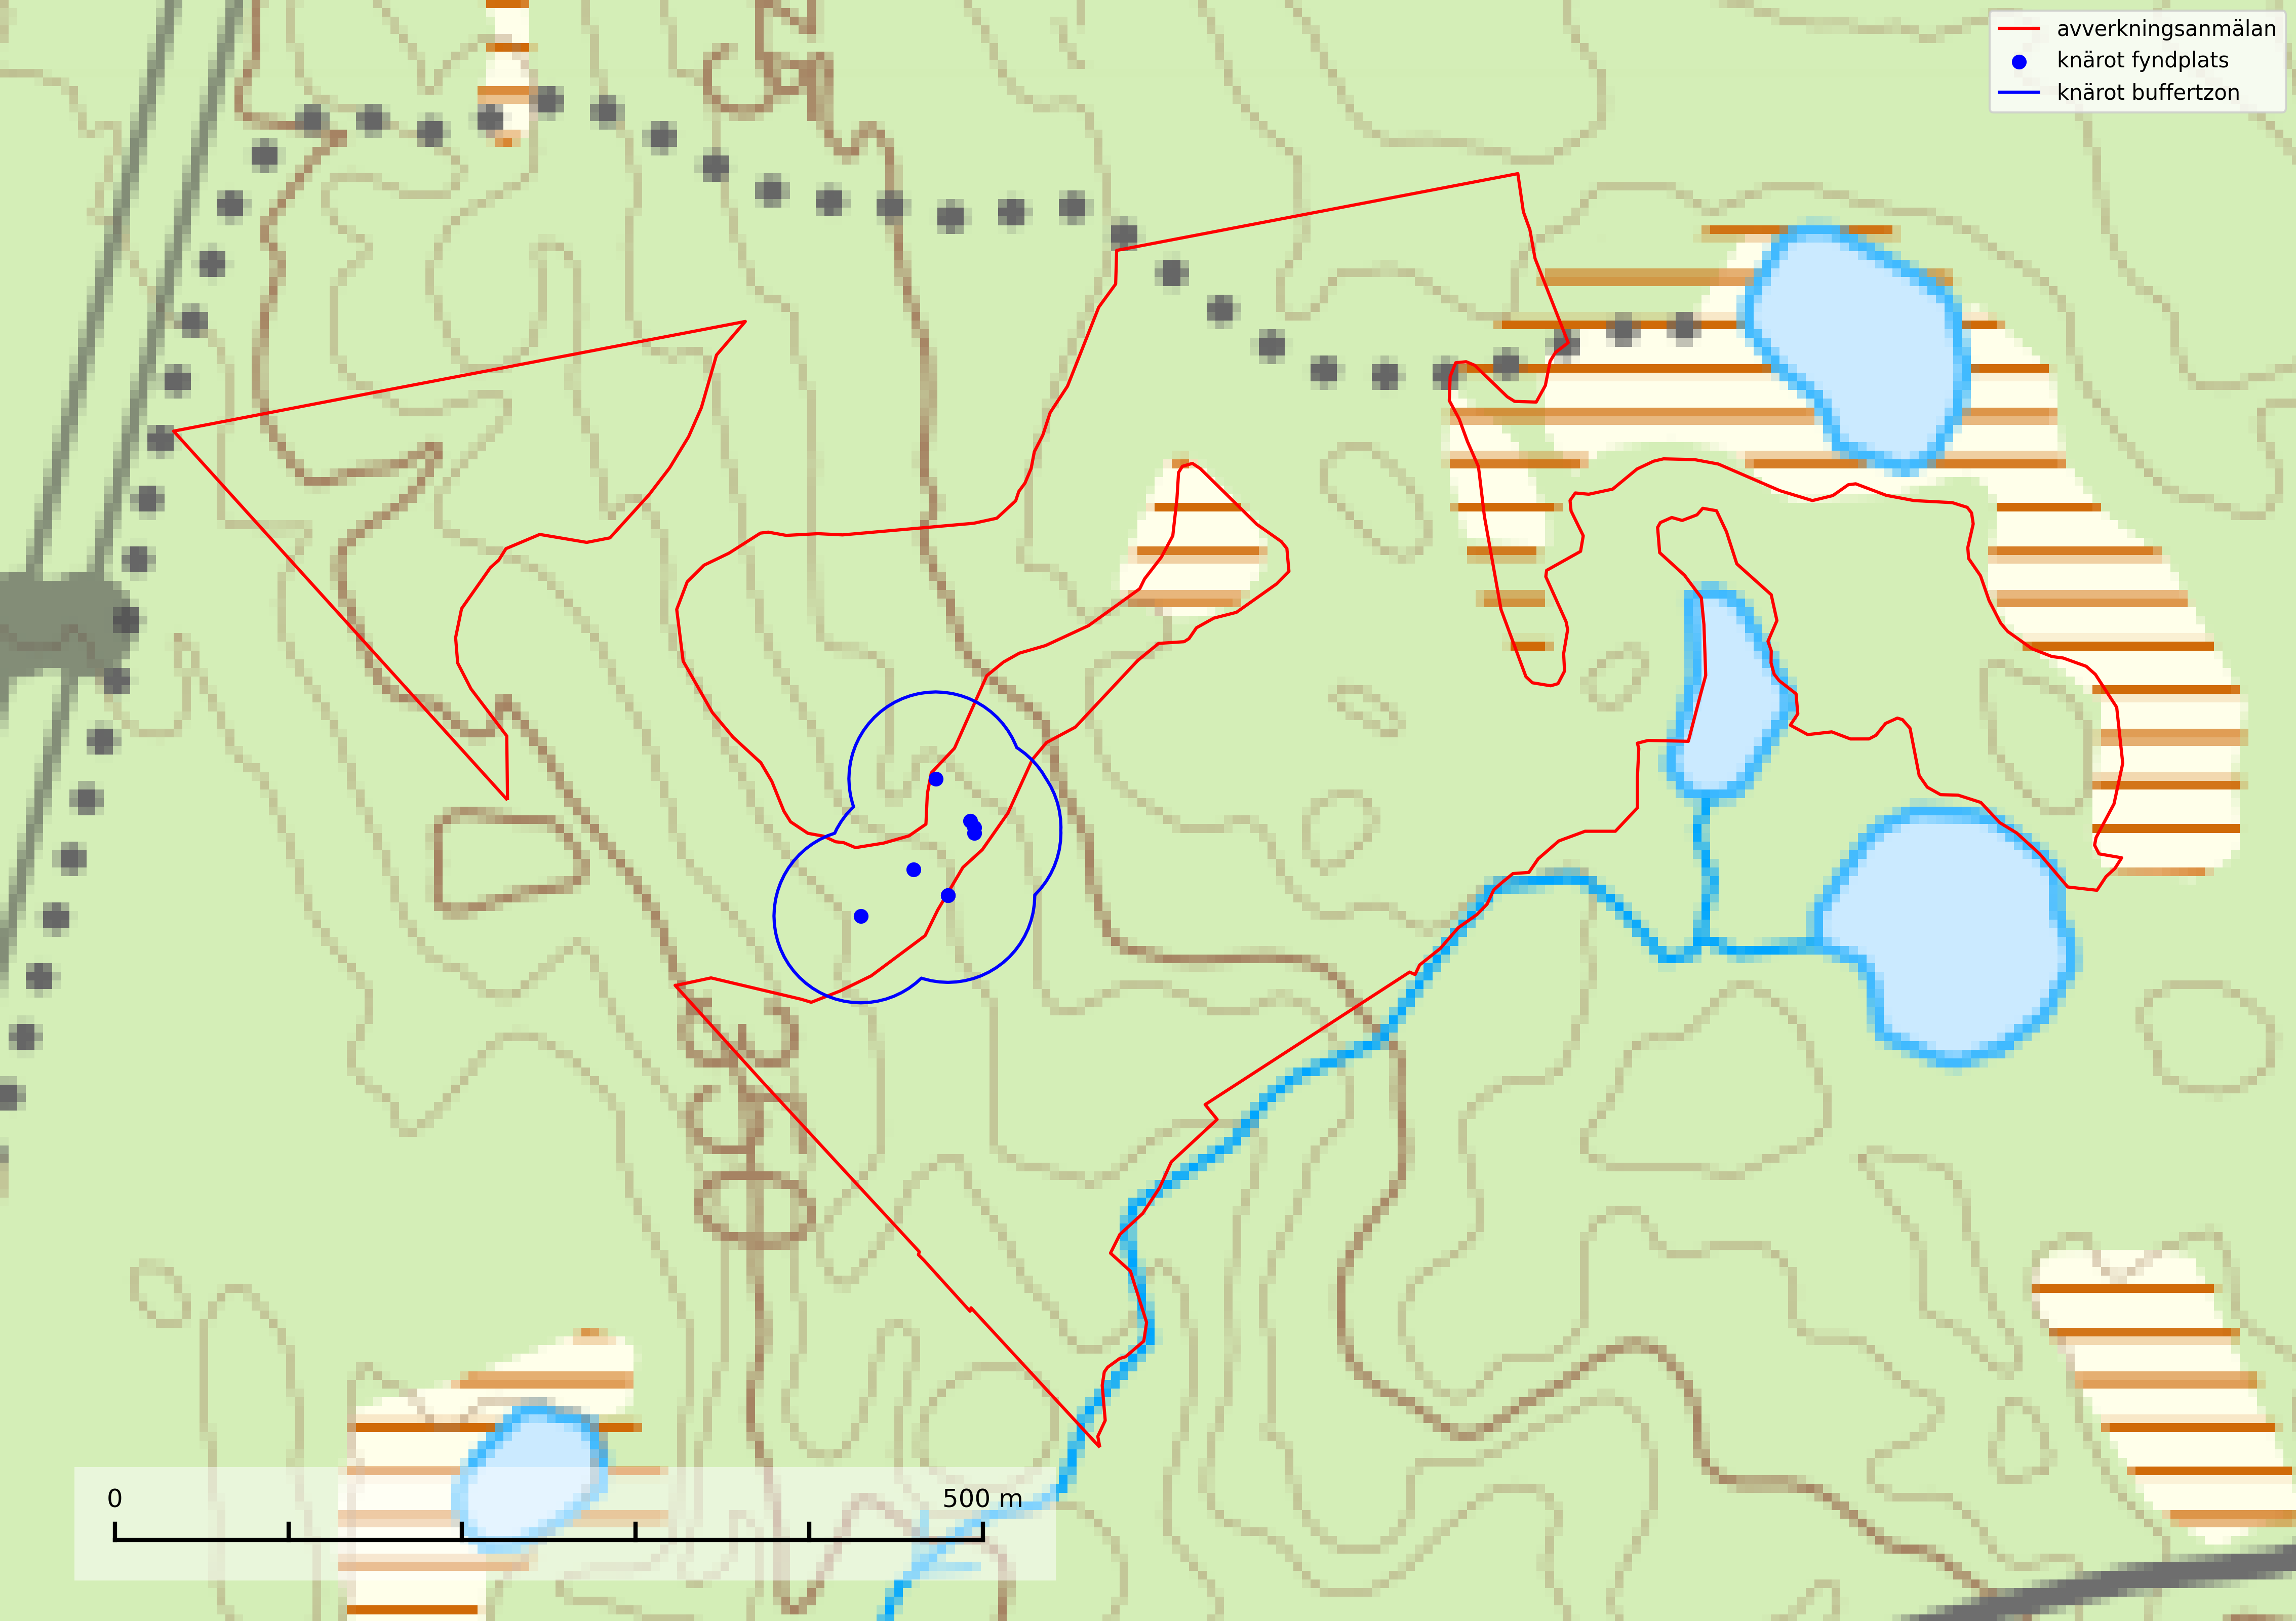 avverkningsanmälan
knärot fyndplats
knärot buffertzon
0 500 m